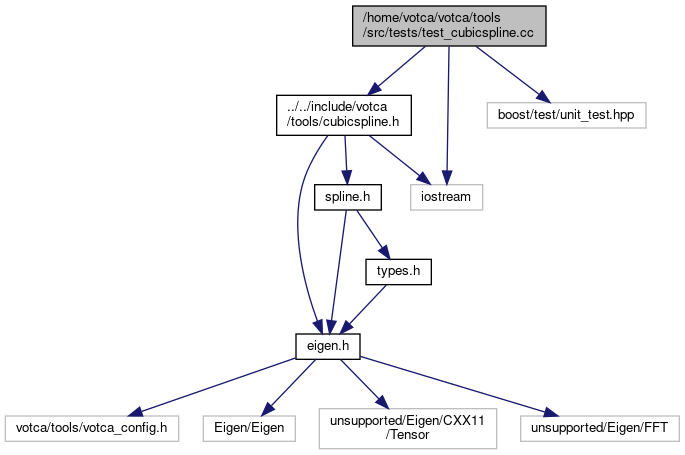 /home/votca/votca/tools
/src/tests/test_cubicspline.cc
../../include/votca
/tools/cubicspline.h
boost/test/unit_test.hpp
spline.h
iostream
types.h
eigen.h
votca/tools/votca_config.h
Eigen/Eigen
unsupported/Eigen/CXX11
/Tensor
unsupported/Eigen/FFT